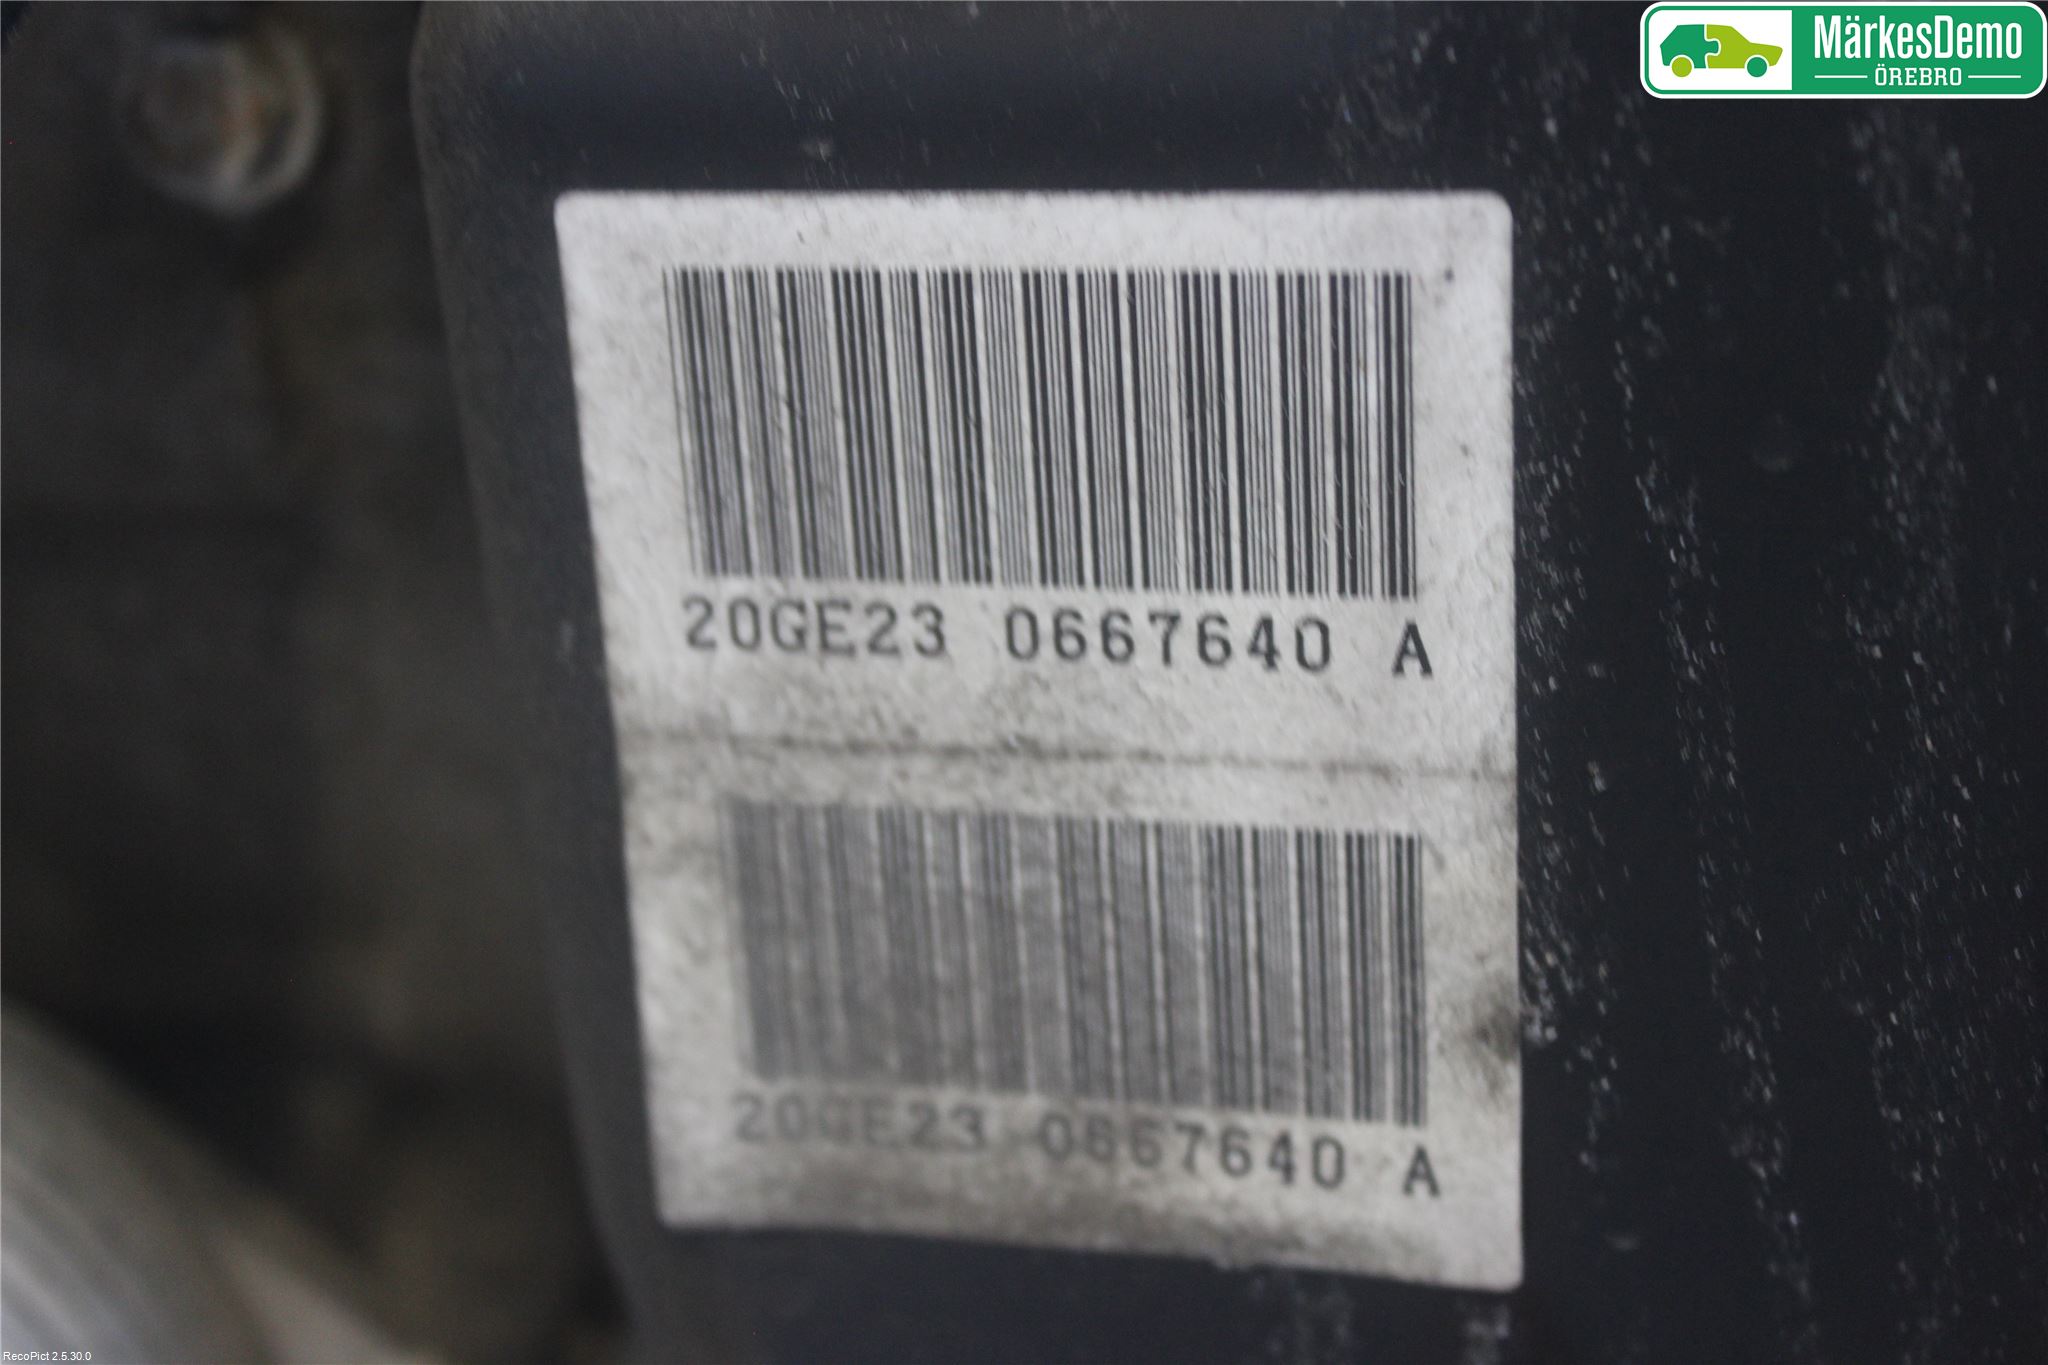 MärkesDemo
ÖREBRO
20GE23 0667640 A
20GE23 0667640 A
RecoPict 2.5.30.0